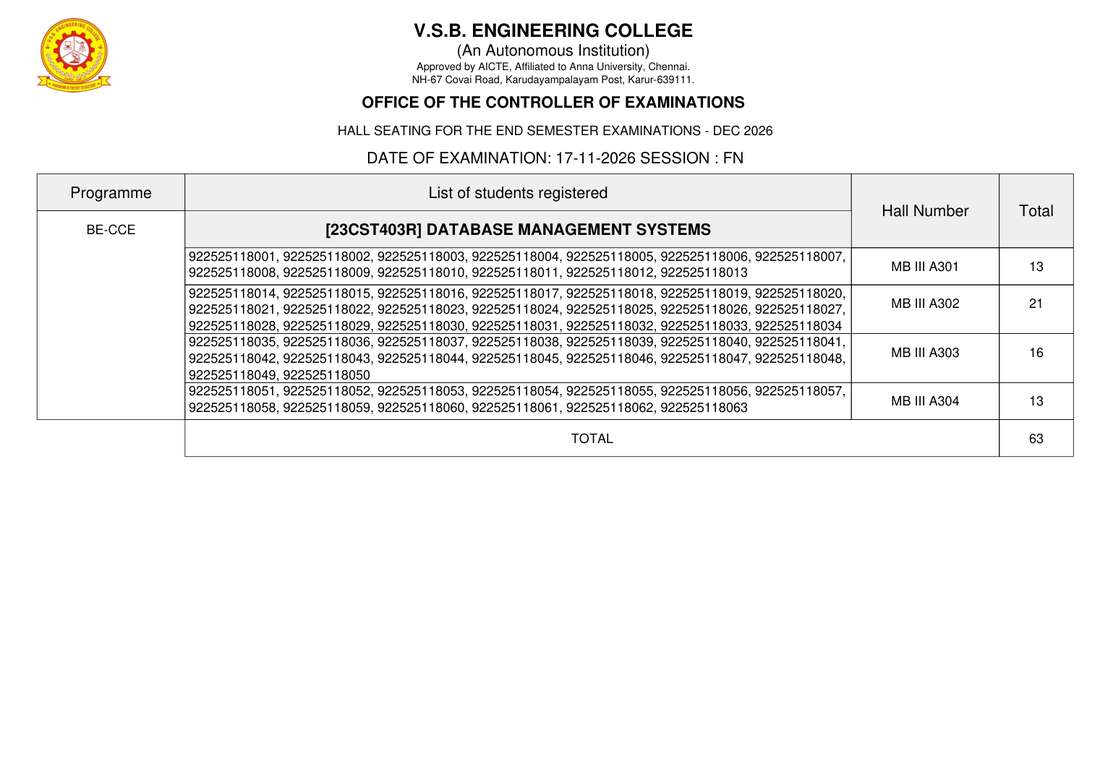 V.S.B. ENGINEERING COLLEGE
(An Autonomous Institution)
Approved by AICTE, Affiliated to Anna University, Chennai.
NH-67 Covai Road, Karudayampalayam Post, Karur-639111.
OFFICE OF THE CONTROLLER OF EXAMINATIONS
HALL SEATING FOR THE END SEMESTER EXAMINATIONS - DEC 2026
DATE OF EXAMINATION: 17-11-2026 SESSION : FN
Programme
List of students registered
Hall Number
Total
BE-CCE
[23CST403R] DATABASE MANAGEMENT SYSTEMS
922525118001, 922525118002, 922525118003, 922525118004, 922525118005, 922525118006, 922525118007,
922525118008, 922525118009, 922525118010, 922525118011, 922525118012, 922525118013
MB III A301
13
922525118014, 922525118015, 922525118016, 922525118017, 922525118018, 922525118019, 922525118020,
922525118021, 922525118022, 922525118023, 922525118024, 922525118025, 922525118026, 922525118027,
922525118028, 922525118029, 922525118030, 922525118031, 922525118032, 922525118033, 922525118034
MB III A302
21
922525118035, 922525118036, 922525118037, 922525118038, 922525118039, 922525118040, 922525118041,
922525118042, 922525118043, 922525118044, 922525118045, 922525118046, 922525118047, 922525118048,
922525118049, 922525118050
MB III A303
16
922525118051, 922525118052, 922525118053, 922525118054, 922525118055, 922525118056, 922525118057,
922525118058, 922525118059, 922525118060, 922525118061, 922525118062, 922525118063
MB III A304
13
TOTAL
63